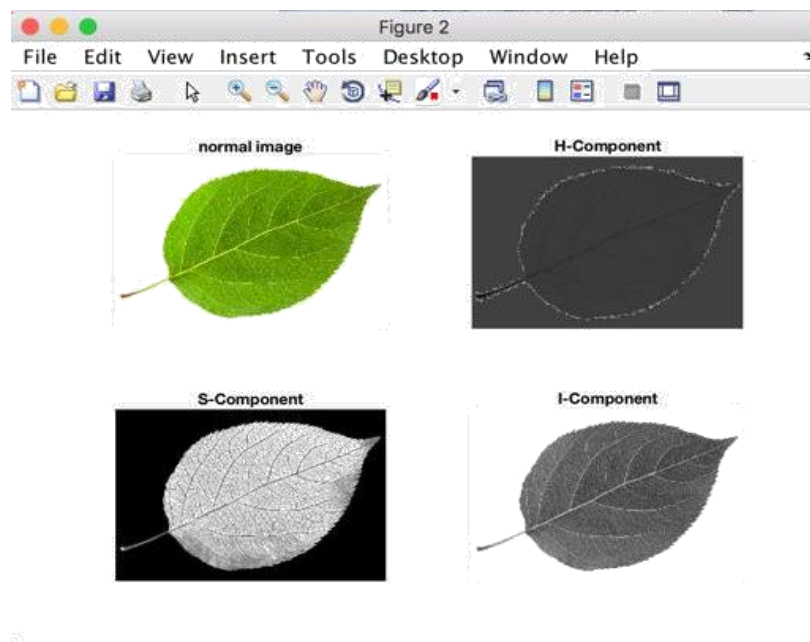 Figure 2
File Edit View Insert Tools Desktop Window Help
normal image
H-Component
S-Component
I-Component